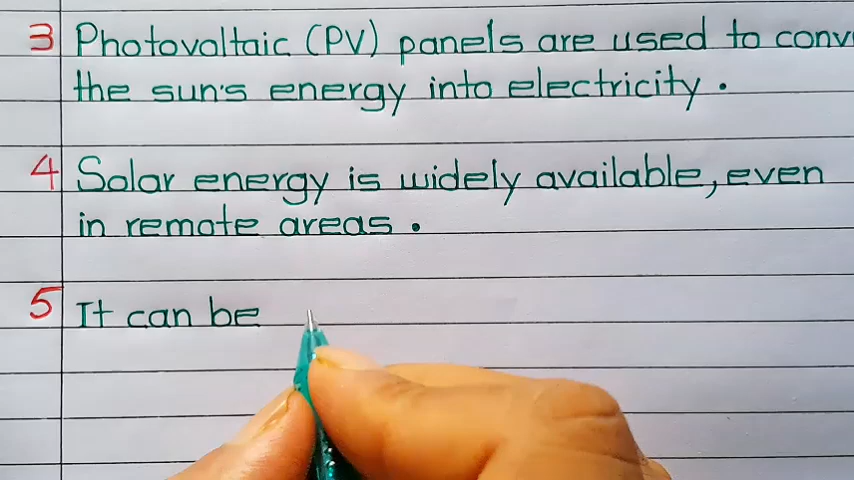 3 Photovoltaic (PV) panels are used to conv
the sun's energy into electricity.
4 Solar energy is widely available, even
in remote areas.
5 It can be